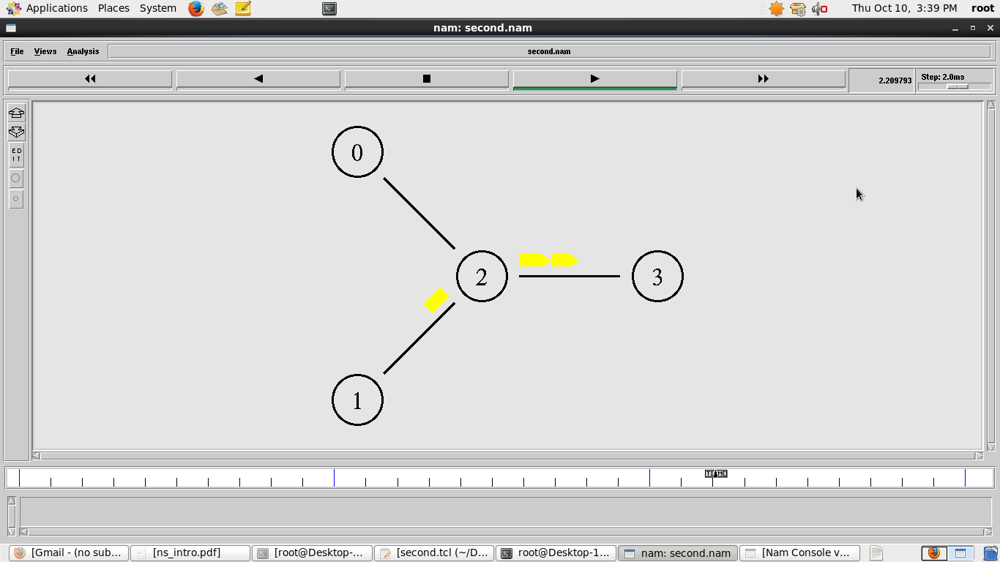 Applications Places System Thu Oct 10, 3:39 PM root
nam: second.nam
File Views Analysis second.nam
2.209793 Step: 2.0ms
ED
IT
0
2
3
1
TIME
[Gmail - (no sub... [ns_intro.pdf] [root@Desktop-... [second.tcl (~/D... root@Desktop-1... nam: second.nam [Nam Console v...